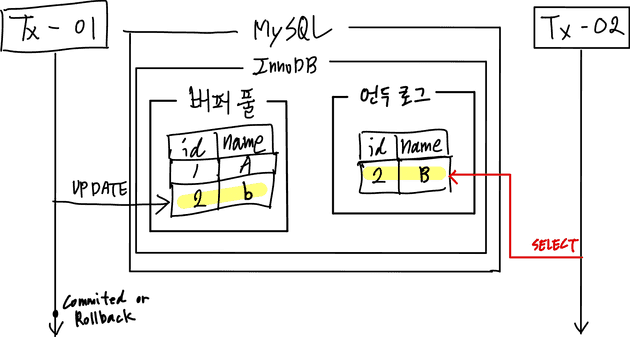 Tx - 01
MySQL
Tx - 02
InnoDB
버퍼 풀
언두 로그
id name
1 A
2 b
id name
2 B
UPDATE
SELECT
Commited or
Rollback